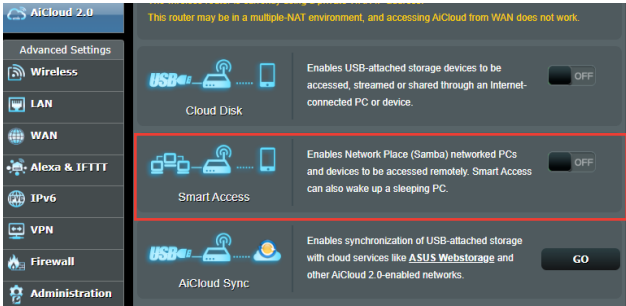 AiCloud 2.0
This router may be in a multiple-NAT environment, and accessing AiCloud from WAN does not work.
Advanced Settings
Wireless
LAN
WAN
Alexa & IFTTT
IPv6
VPN
Firewall
Administration
USB
Cloud Disk
Enables USB-attached storage devices to be
accessed, streamed or shared through an Internet-
connected PC or device.
OFF
Smart Access
Enables Network Place (Samba) networked PCs
and devices to be accessed remotely. Smart Access
can also wake up a sleeping PC.
OFF
USB
AiCloud Sync
Enables synchronization of USB-attached storage
with cloud services like ASUS Webstorage and
other AiCloud 2.0-enabled networks.
GO